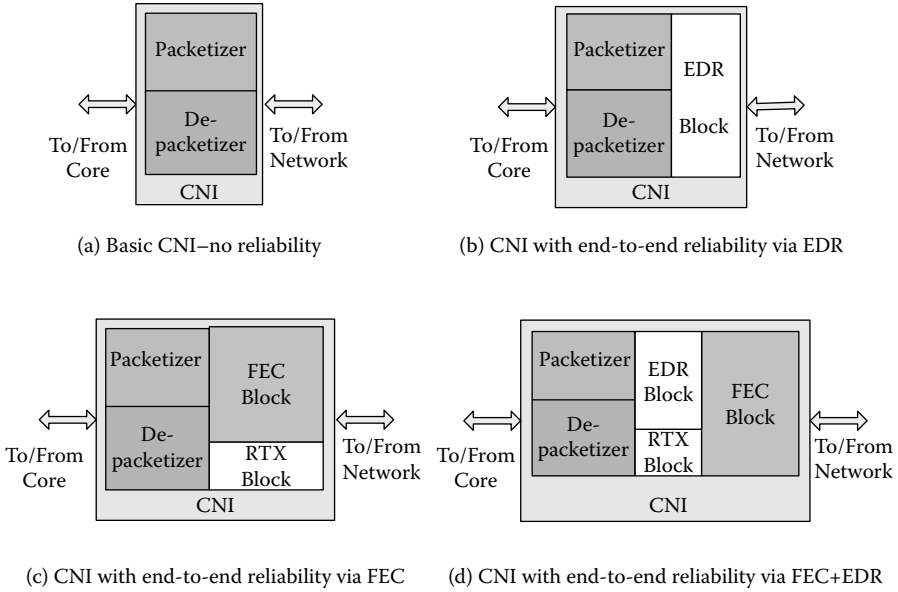 Packetizer
De-
packetizer
To/From
Core
To/From
Network
CNI
(a) Basic CNI–no reliability
Packetizer
EDR
Block
De-
packetizer
To/From
Core
To/From
Network
CNI
(b) CNI with end-to-end reliability via EDR
Packetizer
FEC
Block
De-
packetizer
RTX
Block
To/From
Core
To/From
Network
CNI
(c) CNI with end-to-end reliability via FEC
Packetizer
EDR
Block
FEC
Block
De-
packetizer
RTX
Block
To/From
Core
To/From
Network
CNI
(d) CNI with end-to-end reliability via FEC+EDR